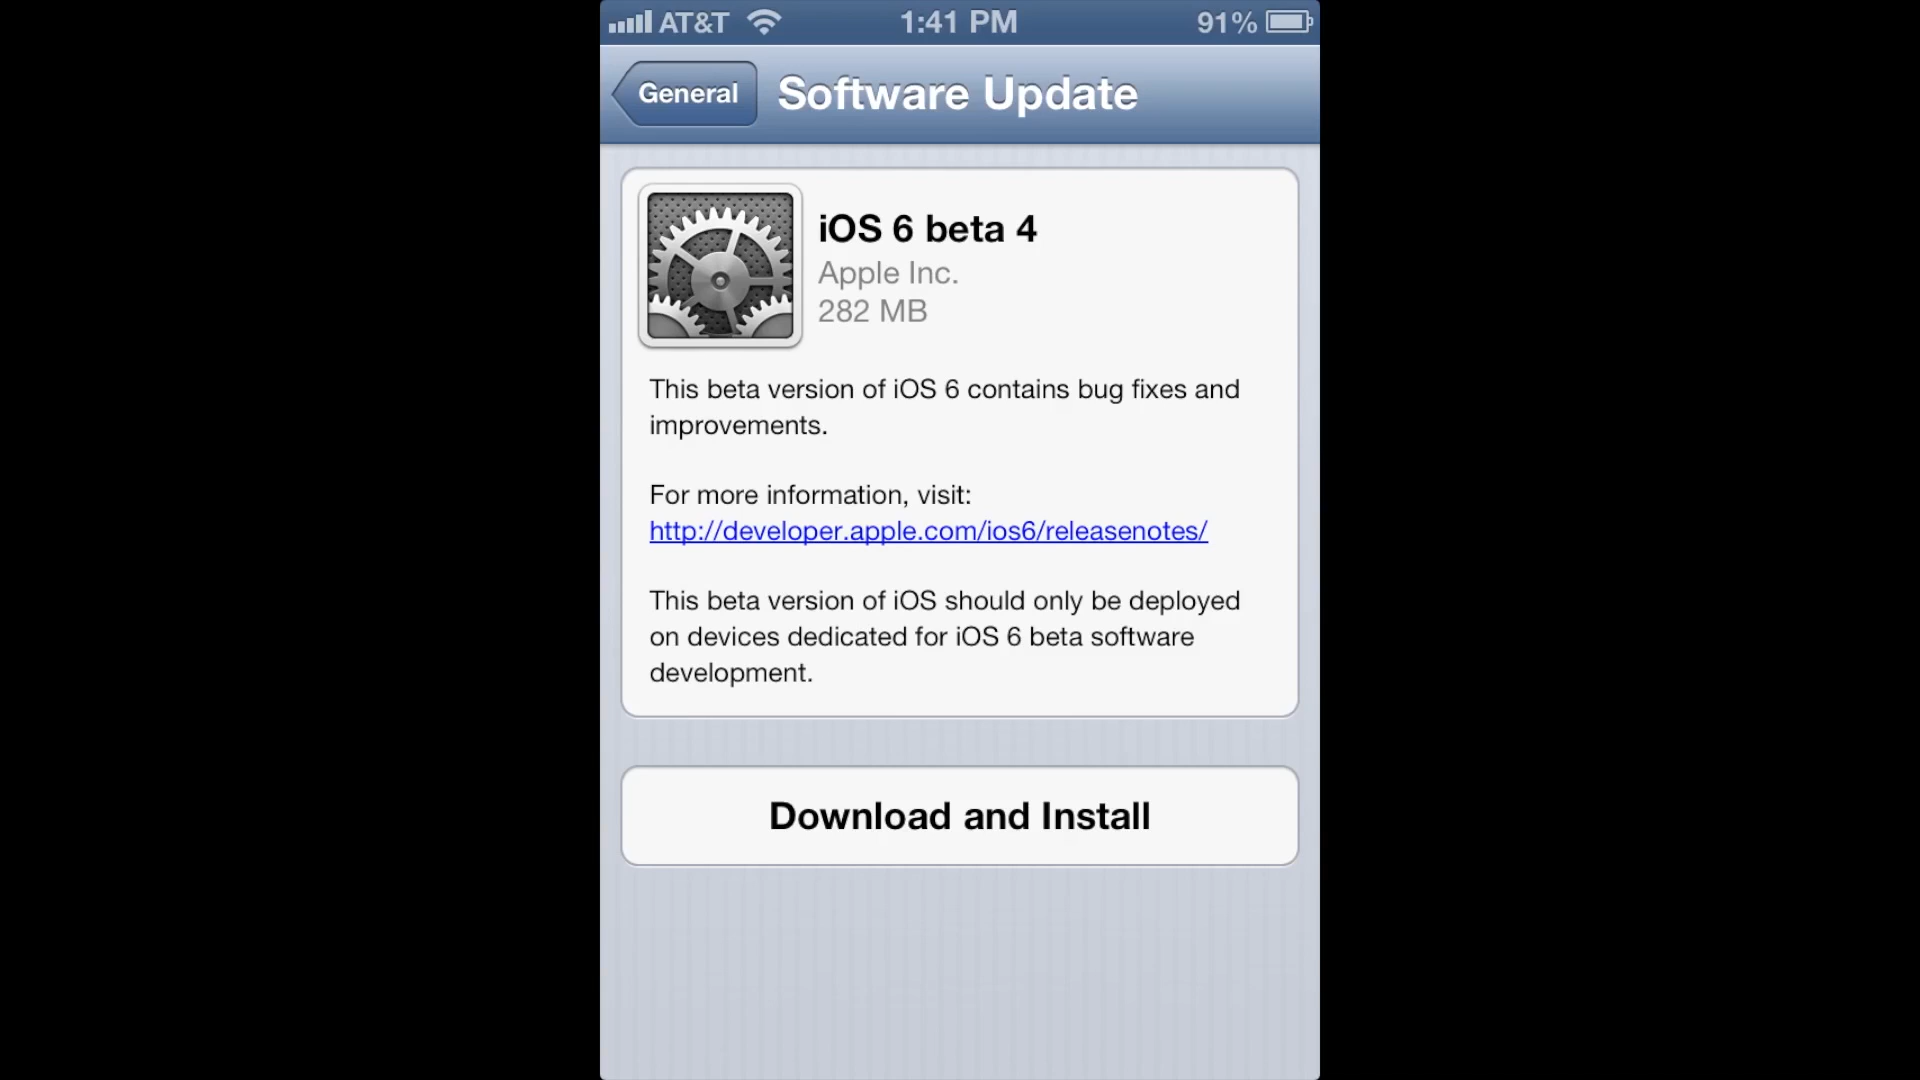 AT&T 1:41 PM 91%
General Software Update
iOS 6 beta 4
Apple Inc.
282 MB
This beta version of iOS 6 contains bug fixes and
improvements.
For more information, visit:
http://developer.apple.com/ios6/releasenotes/
This beta version of iOS should only be deployed
on devices dedicated for iOS 6 beta software
development.
Download and Install